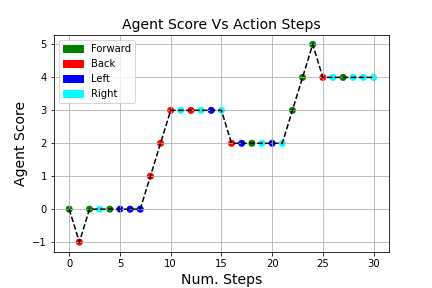 Agent Score Vs Action Steps
5
4
3
2
1
0
−1
Forward
Back
Left
Right
Agent Score
0 5 10 15 20 25 30
Num. Steps